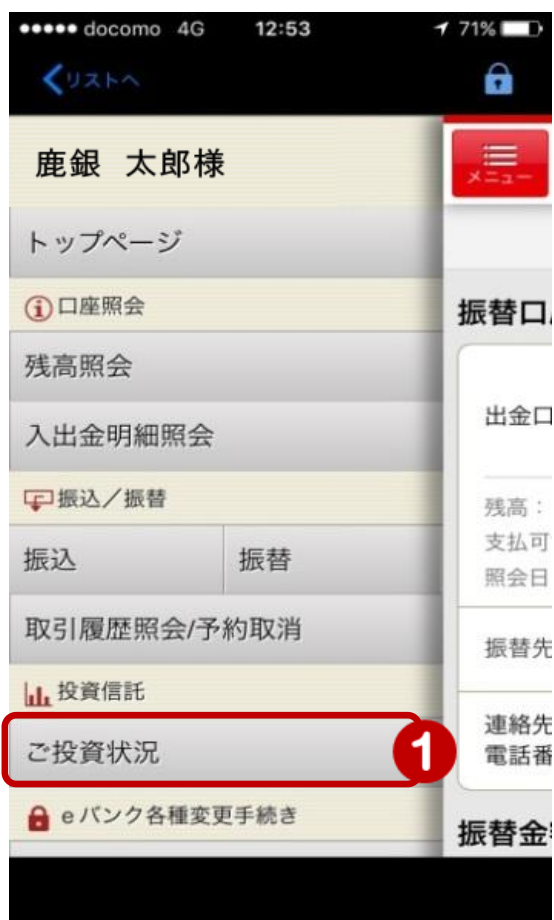 docomo 4G 12:53 71%
リストへ
鹿銀 太郎様
トップページ
口座照会
残高照会
入出金明細照会
振込／振替
振込 振替
取引履歴照会/予約取消
投資信託
ご投資状況
1
eバンク各種変更手続き
メニュー
振替口
出金口
残高：
支払可
照会日
振替先
連絡先
電話番
振替金